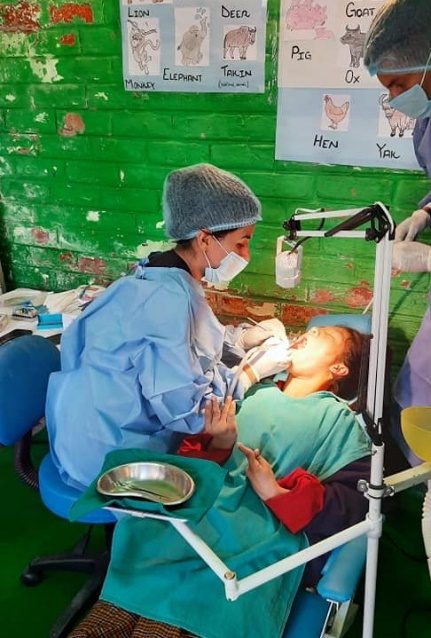 LION
DEER
MONKEY
ELEPHANT
TAKIN
GOAT
PIG
OX
HEN
YAK